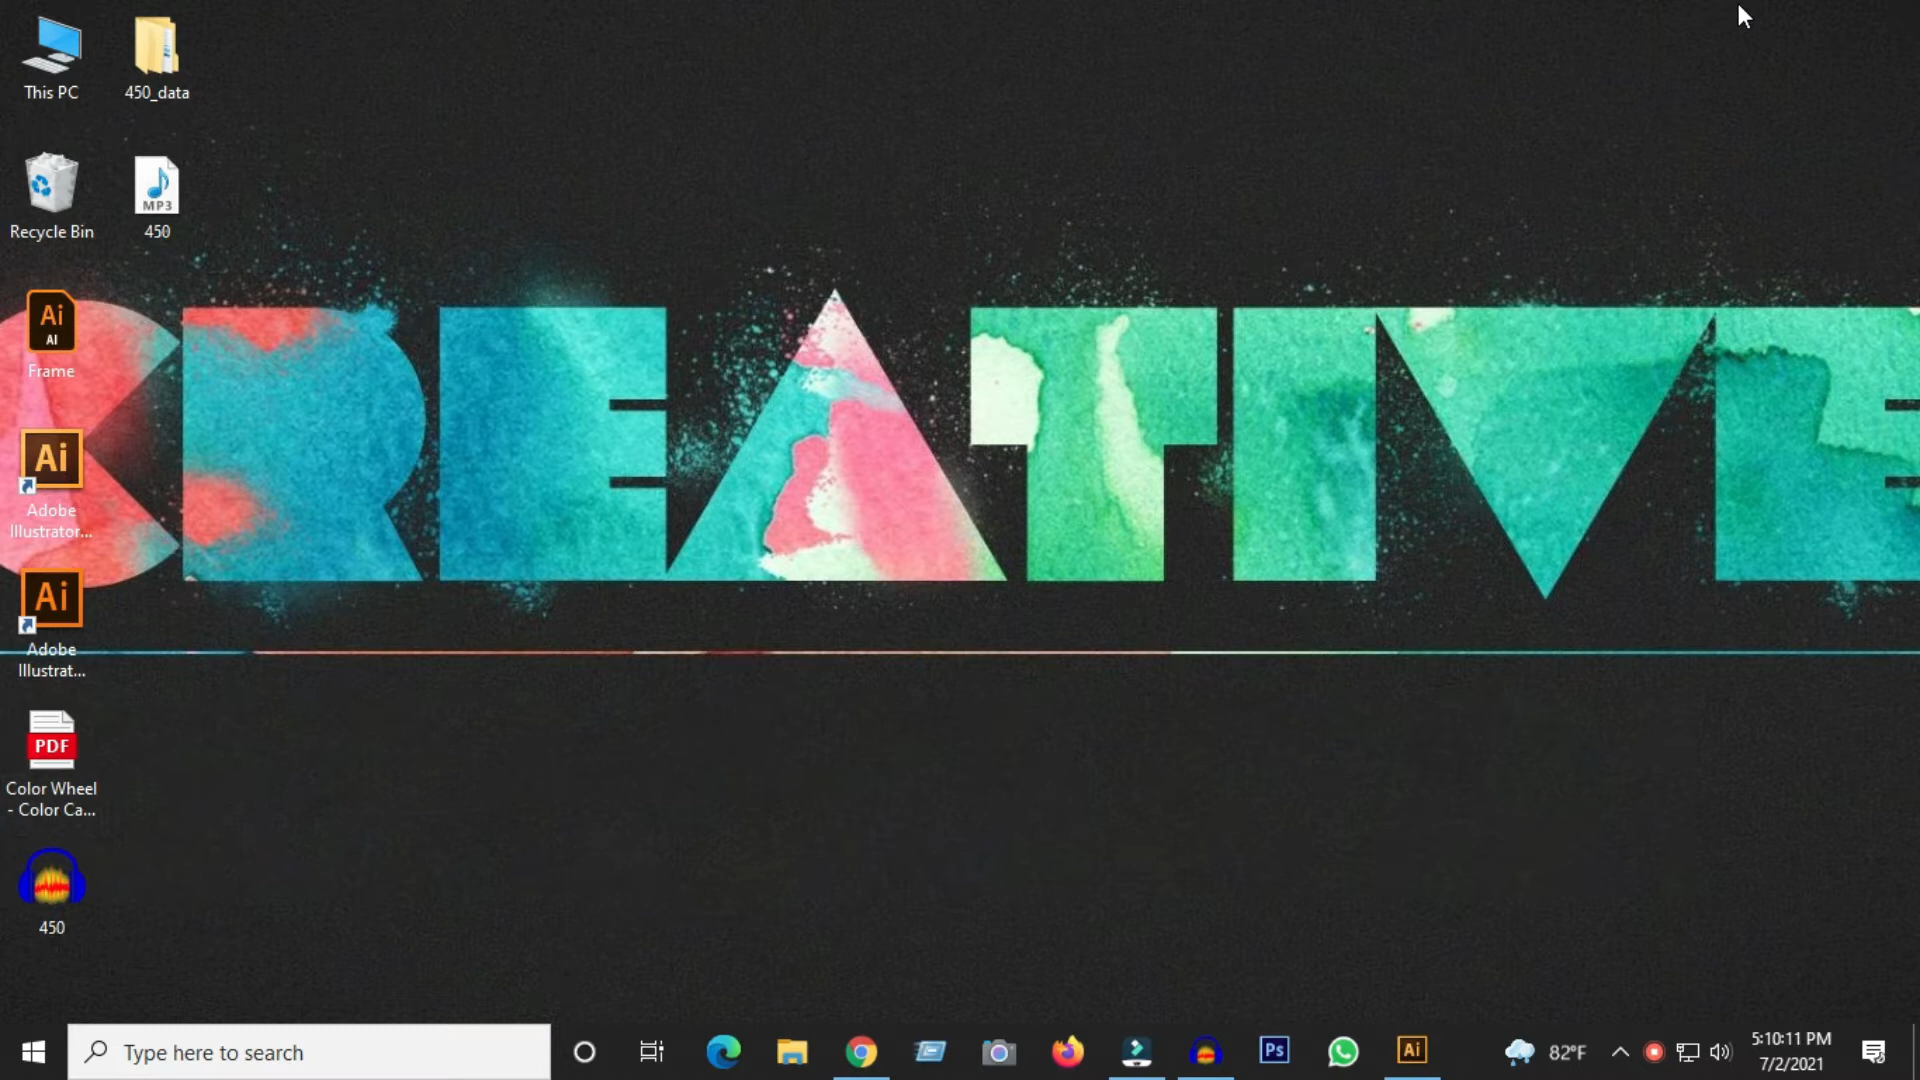 This PC
450_data
Recycle Bin
MP3
450
Ai
AI
Frame
CREATIVE
Ai
Adobe
Illustrator...
Ai
Adobe
Illustrat...
PDF
Color Wheel
- Color Ca...
450
Type here to search
Ps
Ai
82°F
5:10:11 PM
7/2/2021